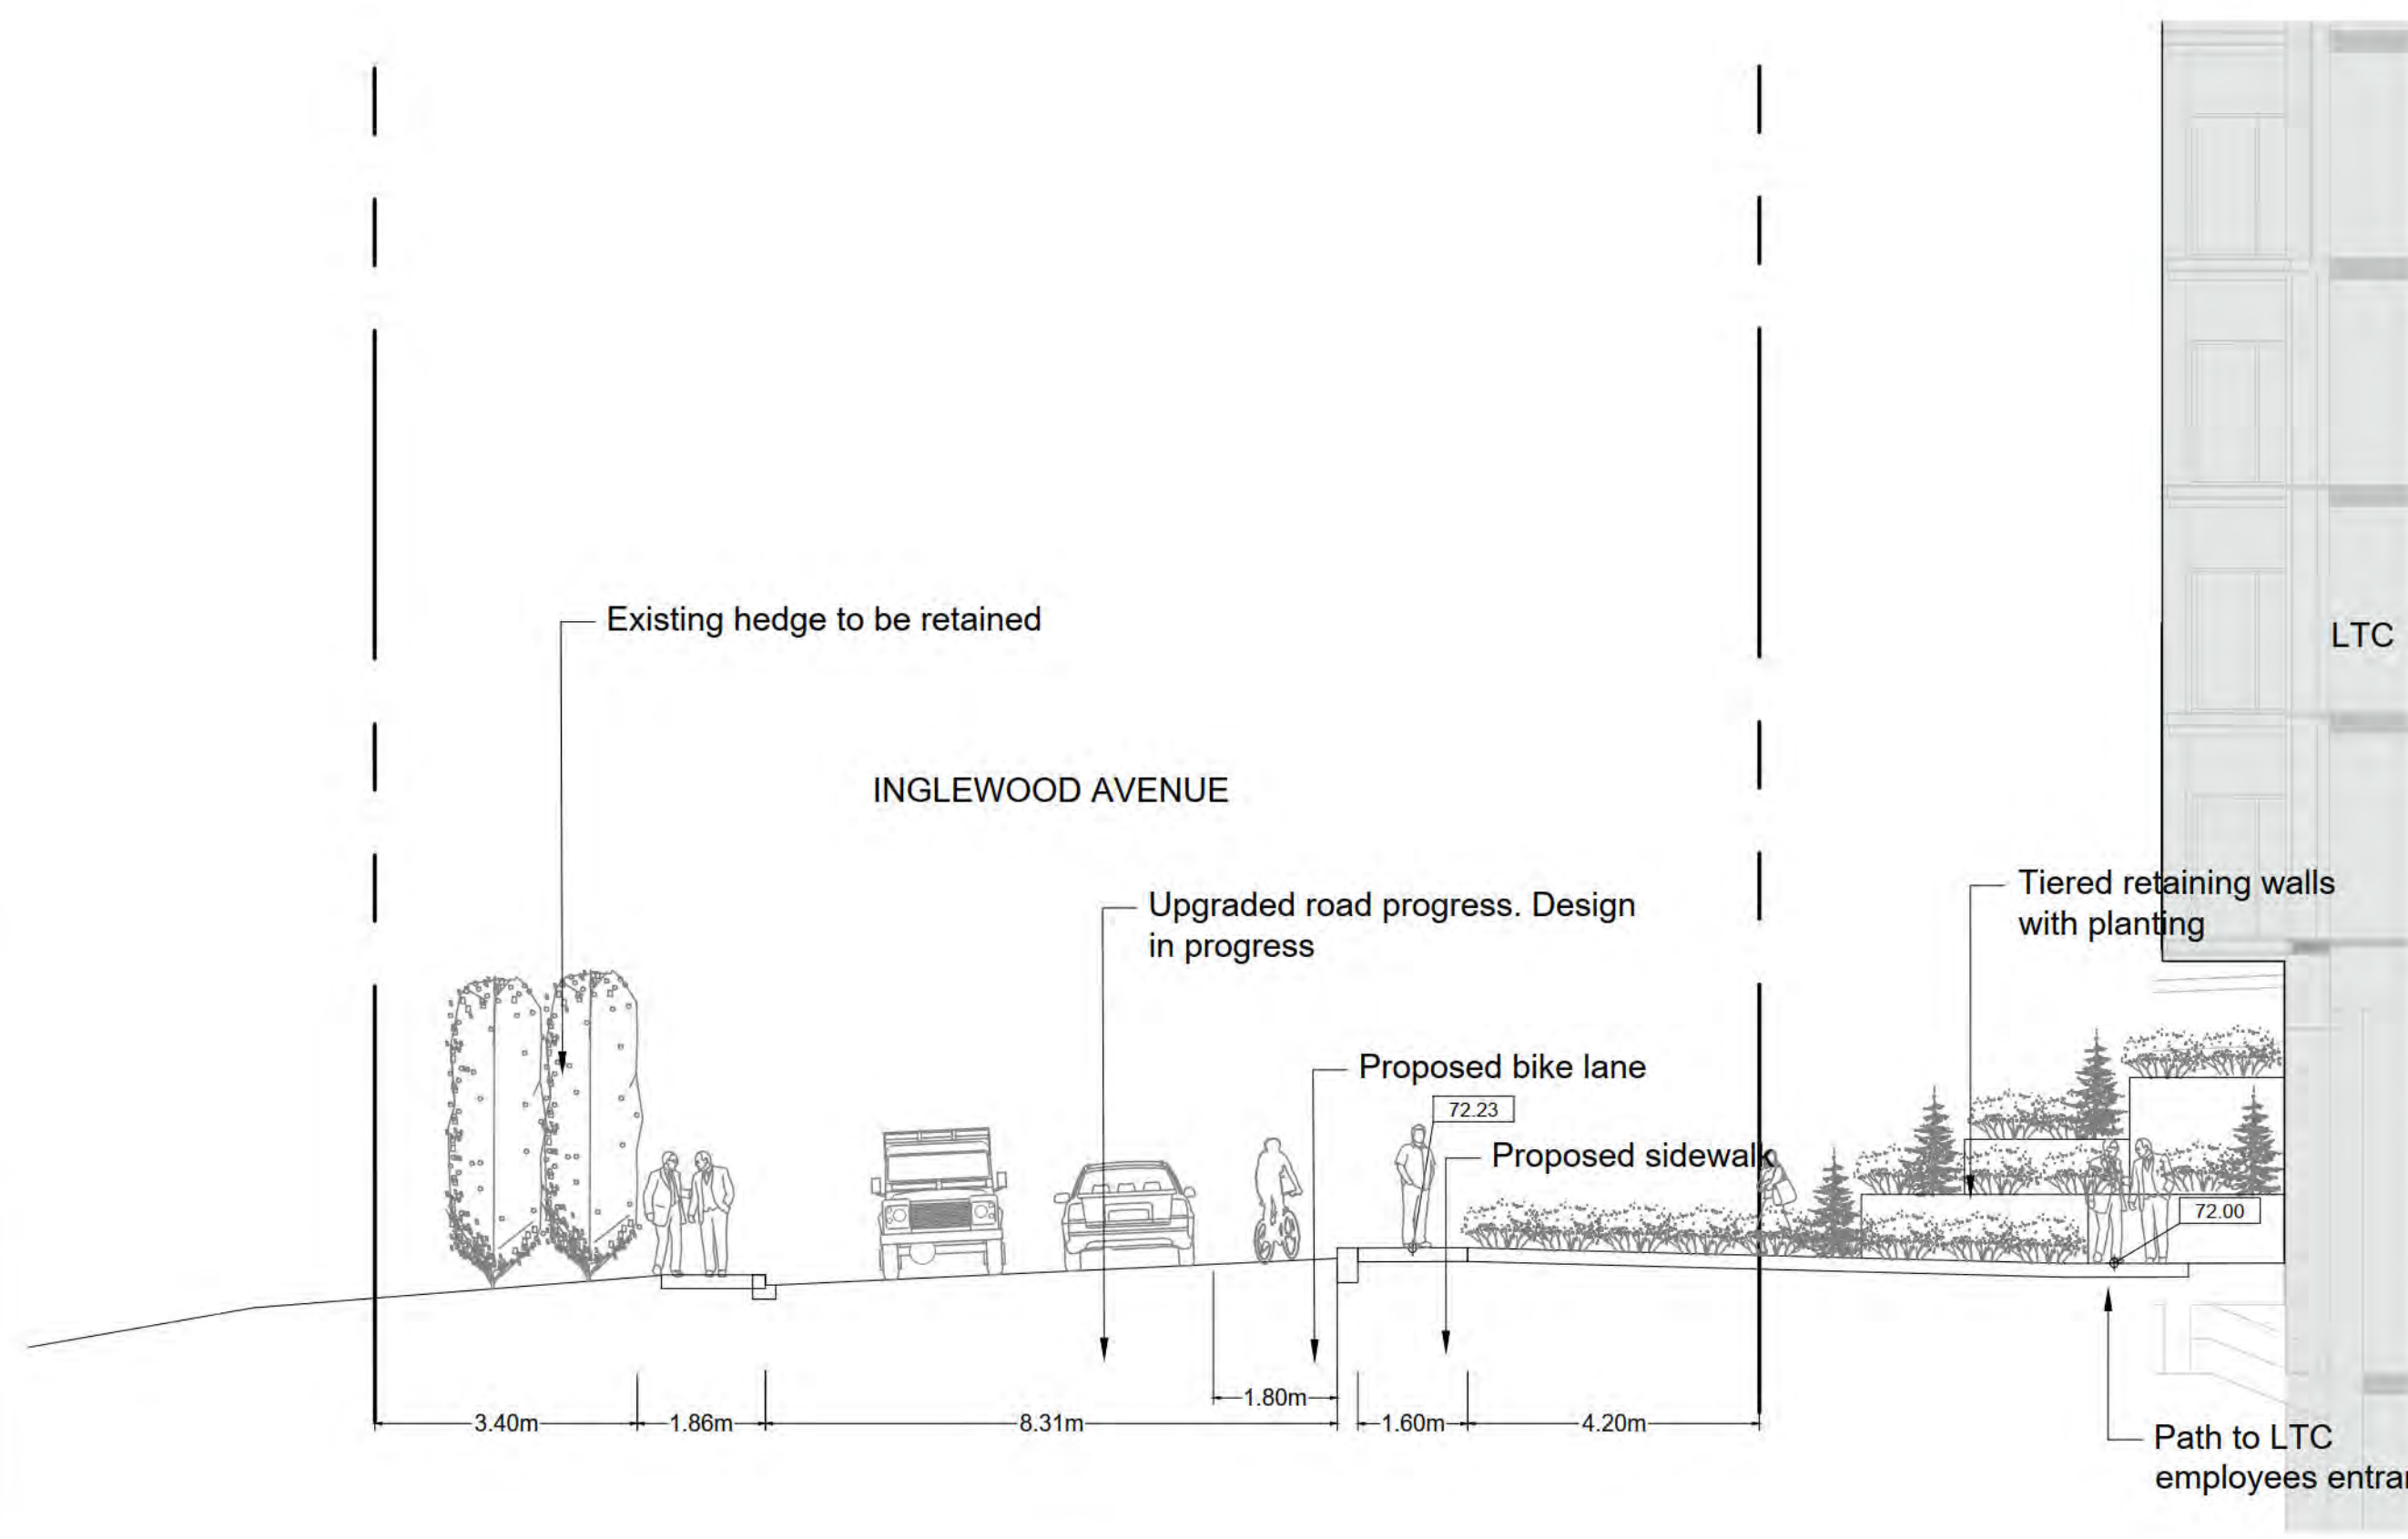 Existing hedge to be retained
LTC
INGLEWOOD AVENUE
Tiered retaining walls
with planting
Upgraded road progress. Design
in progress
Proposed bike lane
72.23
Proposed sidewalk
72.00
1.80m
3.40m
1.86m
8.31m
1.60m
4.20m
Path to LTC
employees